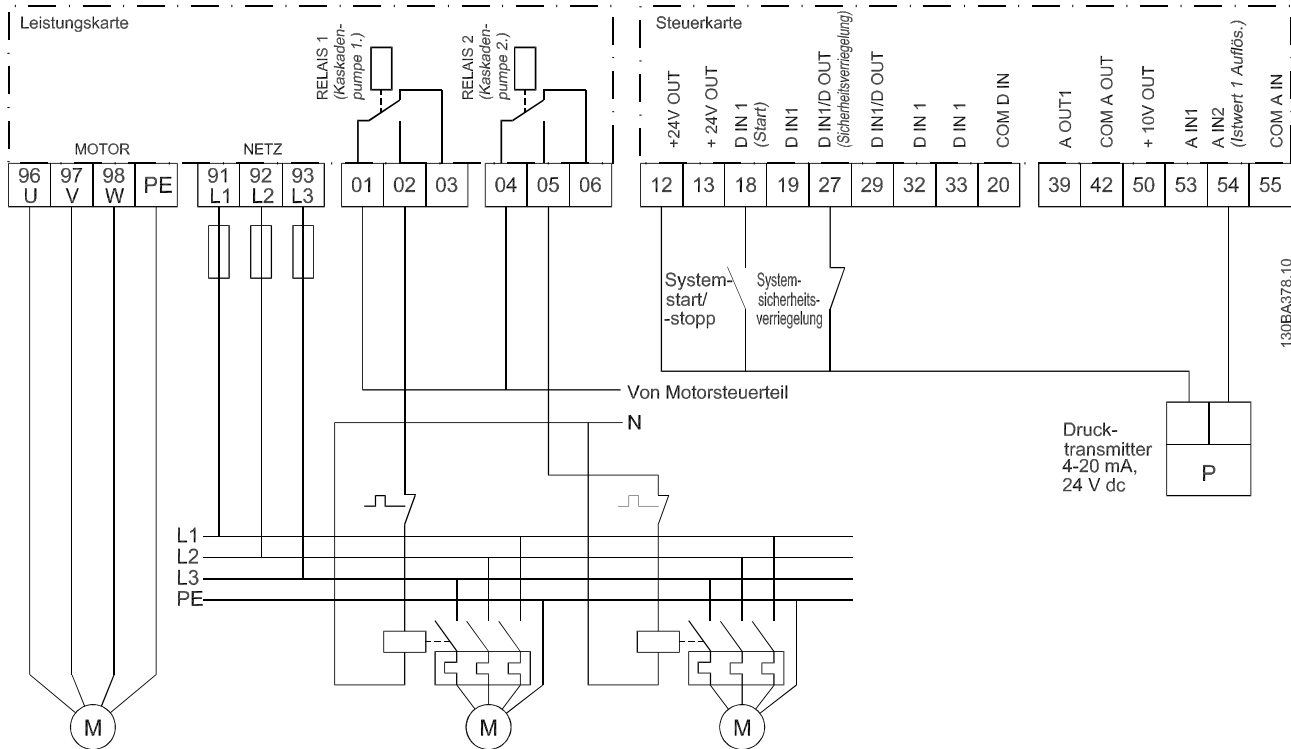 Leistungskarte
Steuerkarte
RELAIS 1
(Kaskaden-
pumpe 1.)
RELAIS 2
(Kaskaden-
pumpe 2.)
+24V OUT
+ 24V OUT
D IN 1
(Start)
D IN1
D IN1/D OUT
(Sicherheitsverriegelung)
D IN1/D OUT
D IN 1
D IN 1
COM D IN
A OUT1
COM A OUT
+ 10V OUT
A IN1
A IN2
(Istwert 1 Auflös.)
COM A IN
MOTOR
NETZ
96 97 98 PE
U V W
91 92 93
L1 L2 L3
01 02 03
04 05 06
12 13 18 19 27 29 32 33 20
39 42 50 53 54 55
System-
start/
-stopp
System-
sicherheits-
verriegelung
130BA378.10
Von Motorsteuerteil
N
Druck-
transmitter
4-20 mA,
24 V dc
P
L1
L2
L3
PE
M
M
M